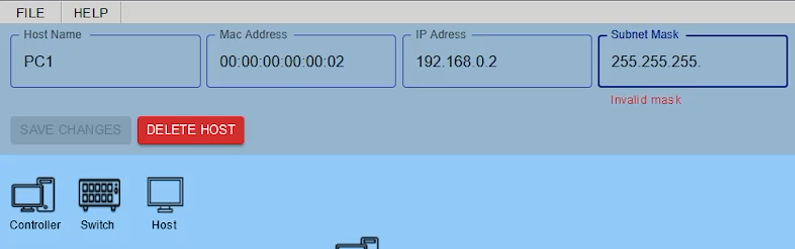 FILE HELP
Host Name Mac Address IP Adress Subnet Mask
PC1 00:00:00:00:00:02 192.168.0.2 255.255.255.
Invalid mask
SAVE CHANGES DELETE HOST
Controller Switch Host